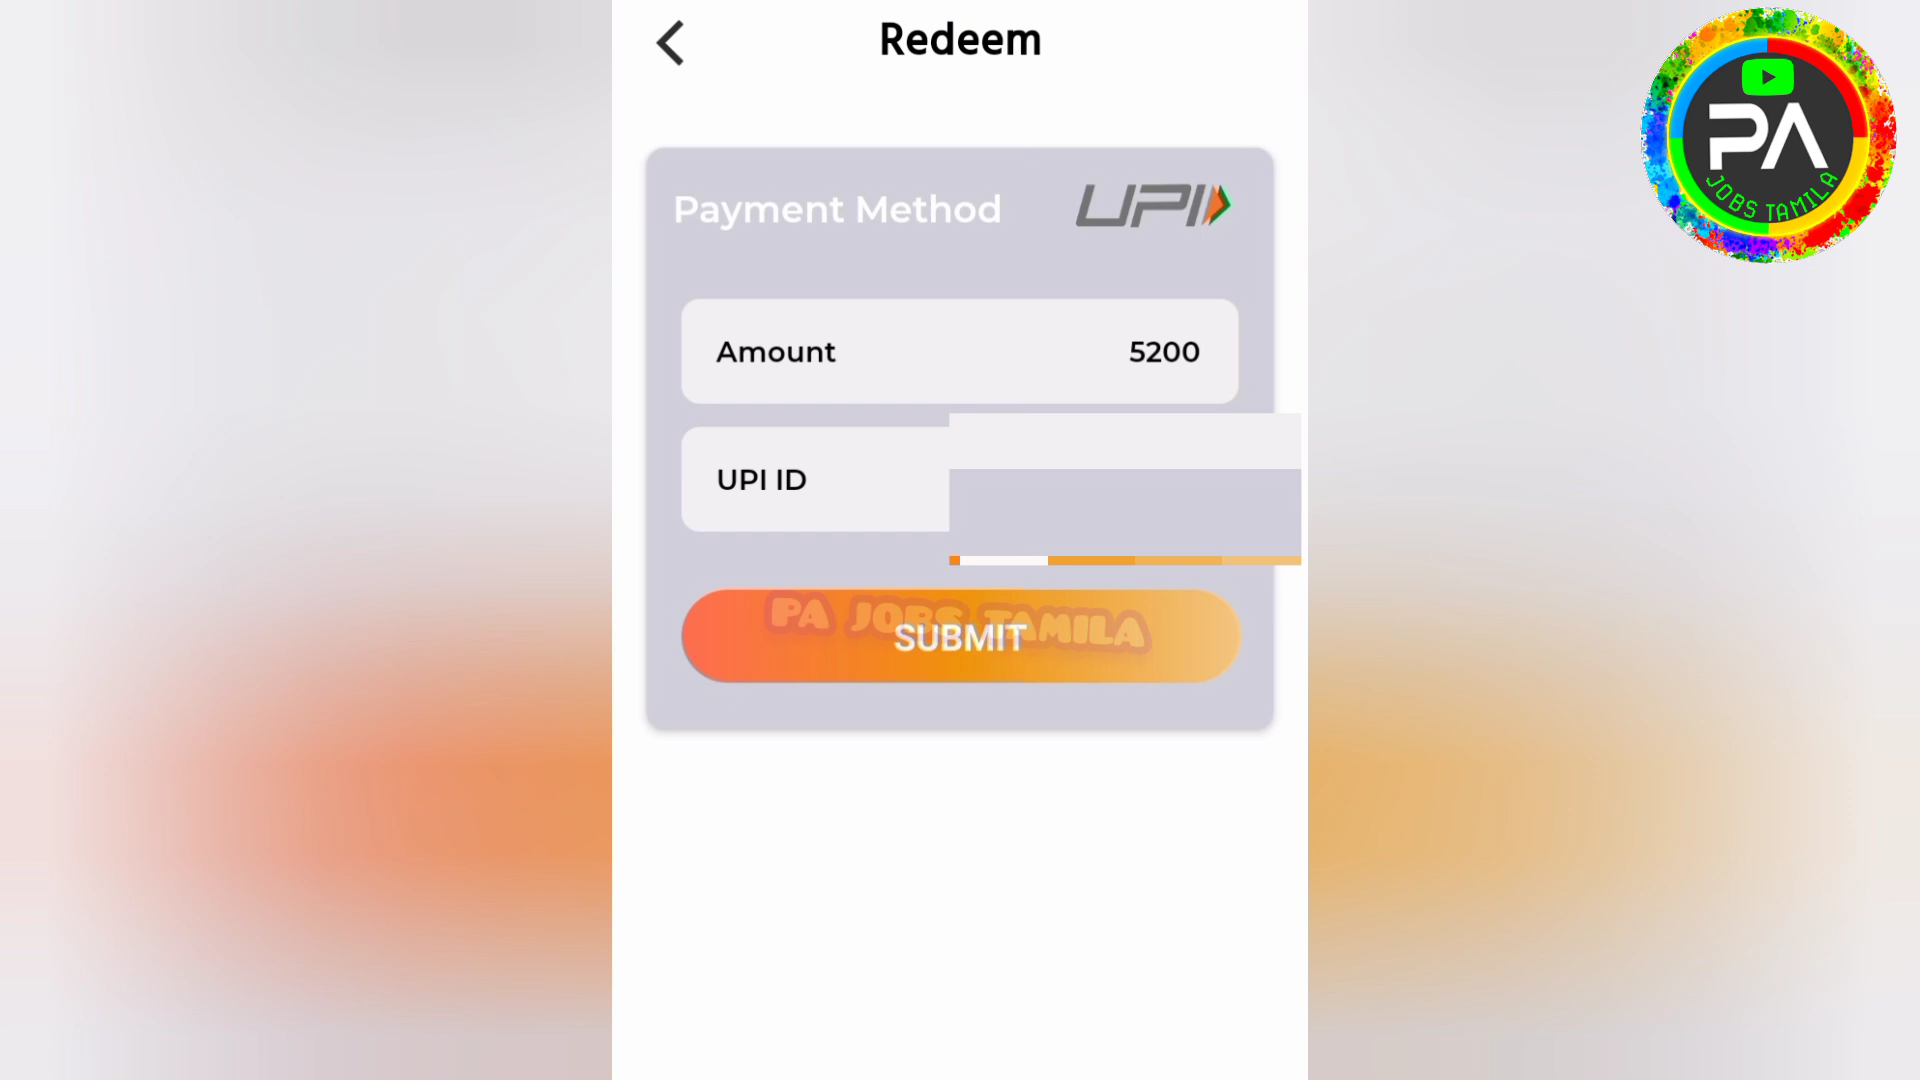 Redeem
PA
JOBS TAMILA
Payment Method
UPI
Amount 5200
UPI ID
PA JOBS TAMILA
SUBMIT